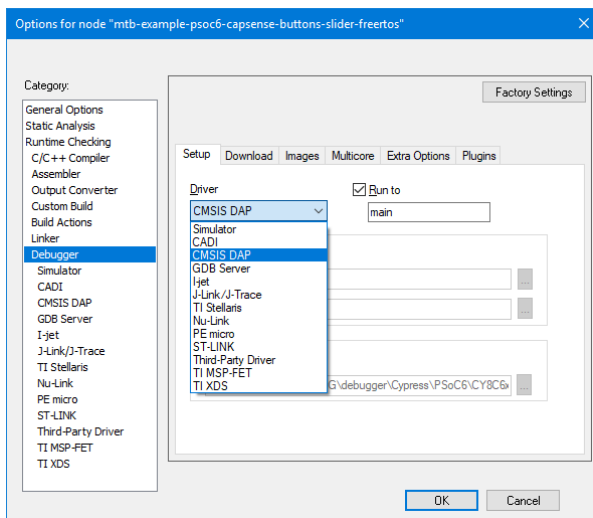 Options for node "mtb-example-psoc6-capsense-buttons-slider-freertos"
Category:
General Options
Static Analysis
Runtime Checking
C/C++ Compiler
Assembler
Output Converter
Custom Build
Build Actions
Linker
Debugger
Simulator
CADI
CMSIS DAP
GDB Server
I-jet
J-Link/J-Trace
TI Stellaris
Nu-Link
PE micro
ST-LINK
Third-Party Driver
TI MSP-FET
TI XDS
Factory Settings
Setup Download Images Multicore Extra Options Plugins
Driver
Run to
CMSIS DAP
main
Simulator
CADI
CMSIS DAP
GDB Server
I-jet
J-Link/J-Trace
TI Stellaris
Nu-Link
PE micro
ST-LINK
Third-Party Driver
TI MSP-FET
TI XDS
G\debugger\Cypress\PSoC6\CY8C6
...
...
...
OK Cancel